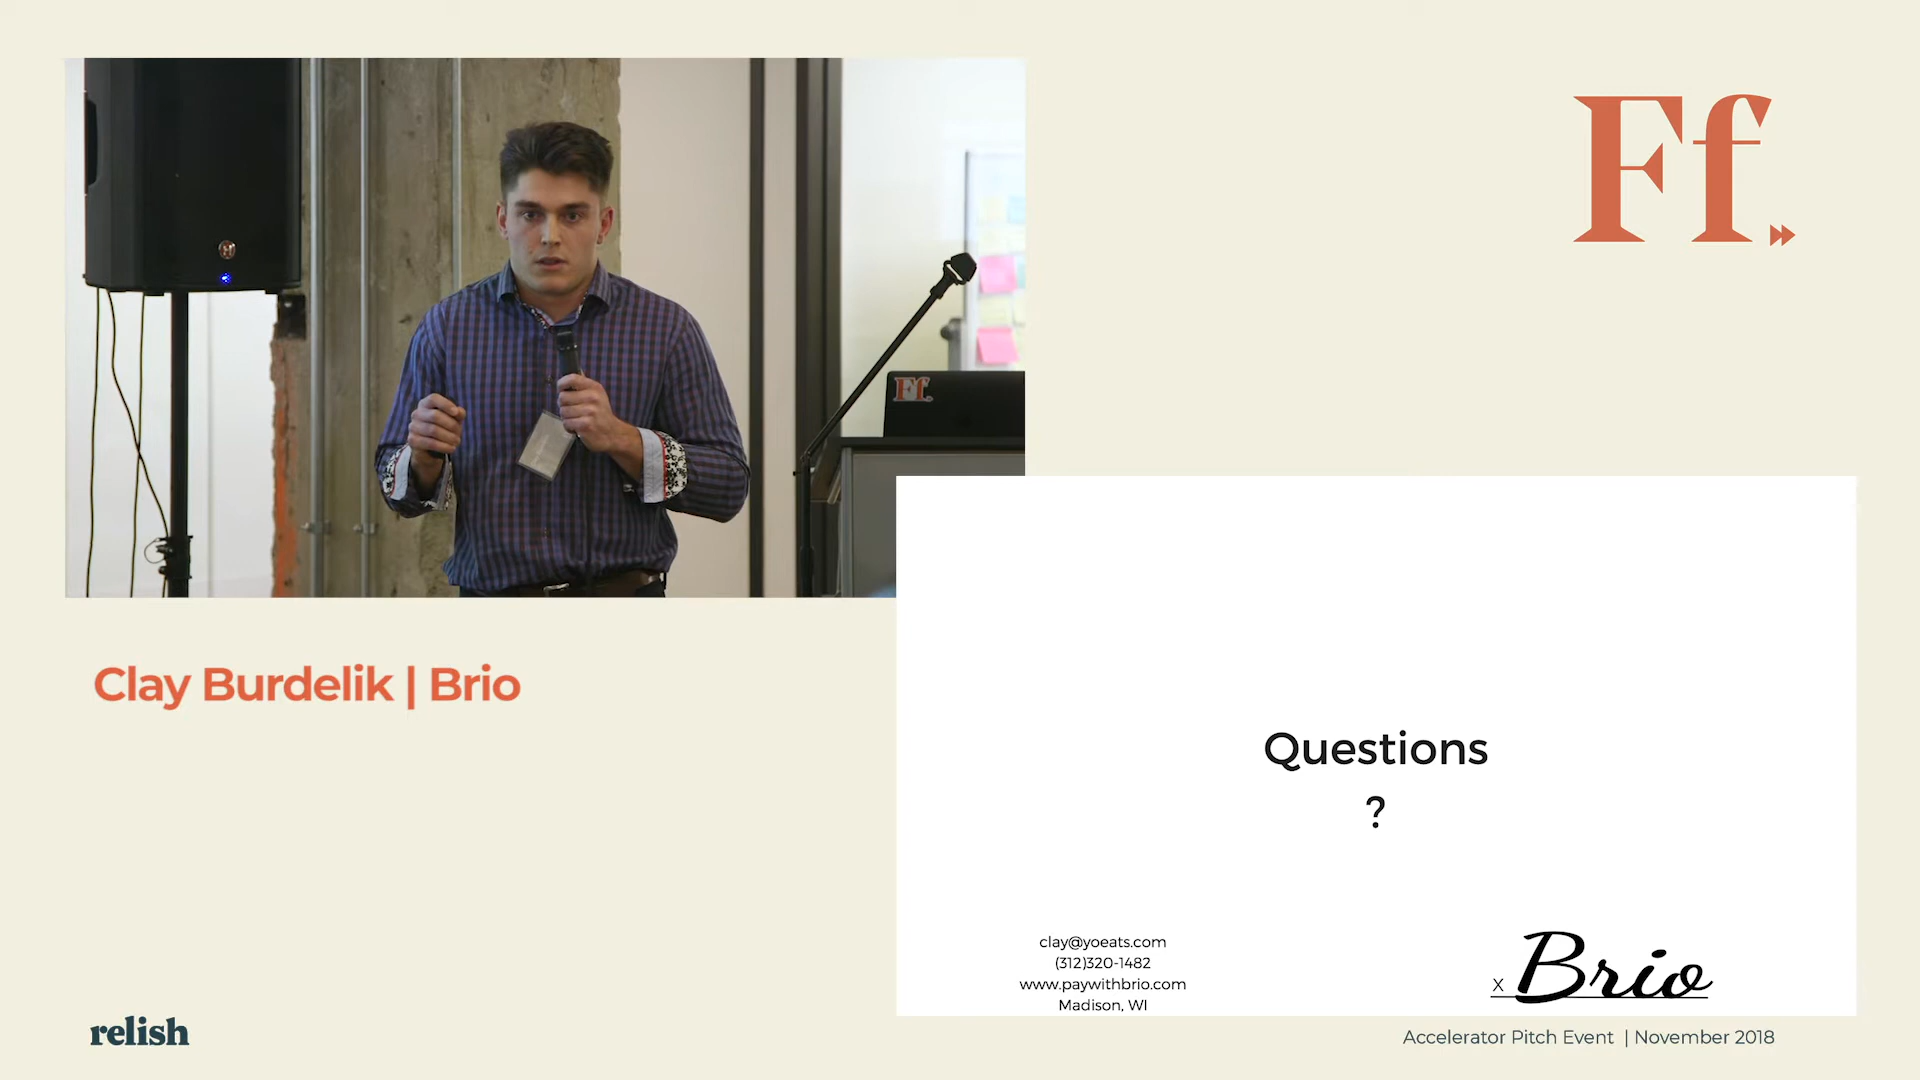 Ff
Ff.
Clay Burdelik | Brio
Questions
?
clay@yoeats.com
(312)320-1482
www.paywithbrio.com
Madison, WI
x Brio
relish
Accelerator Pitch Event | November 2018